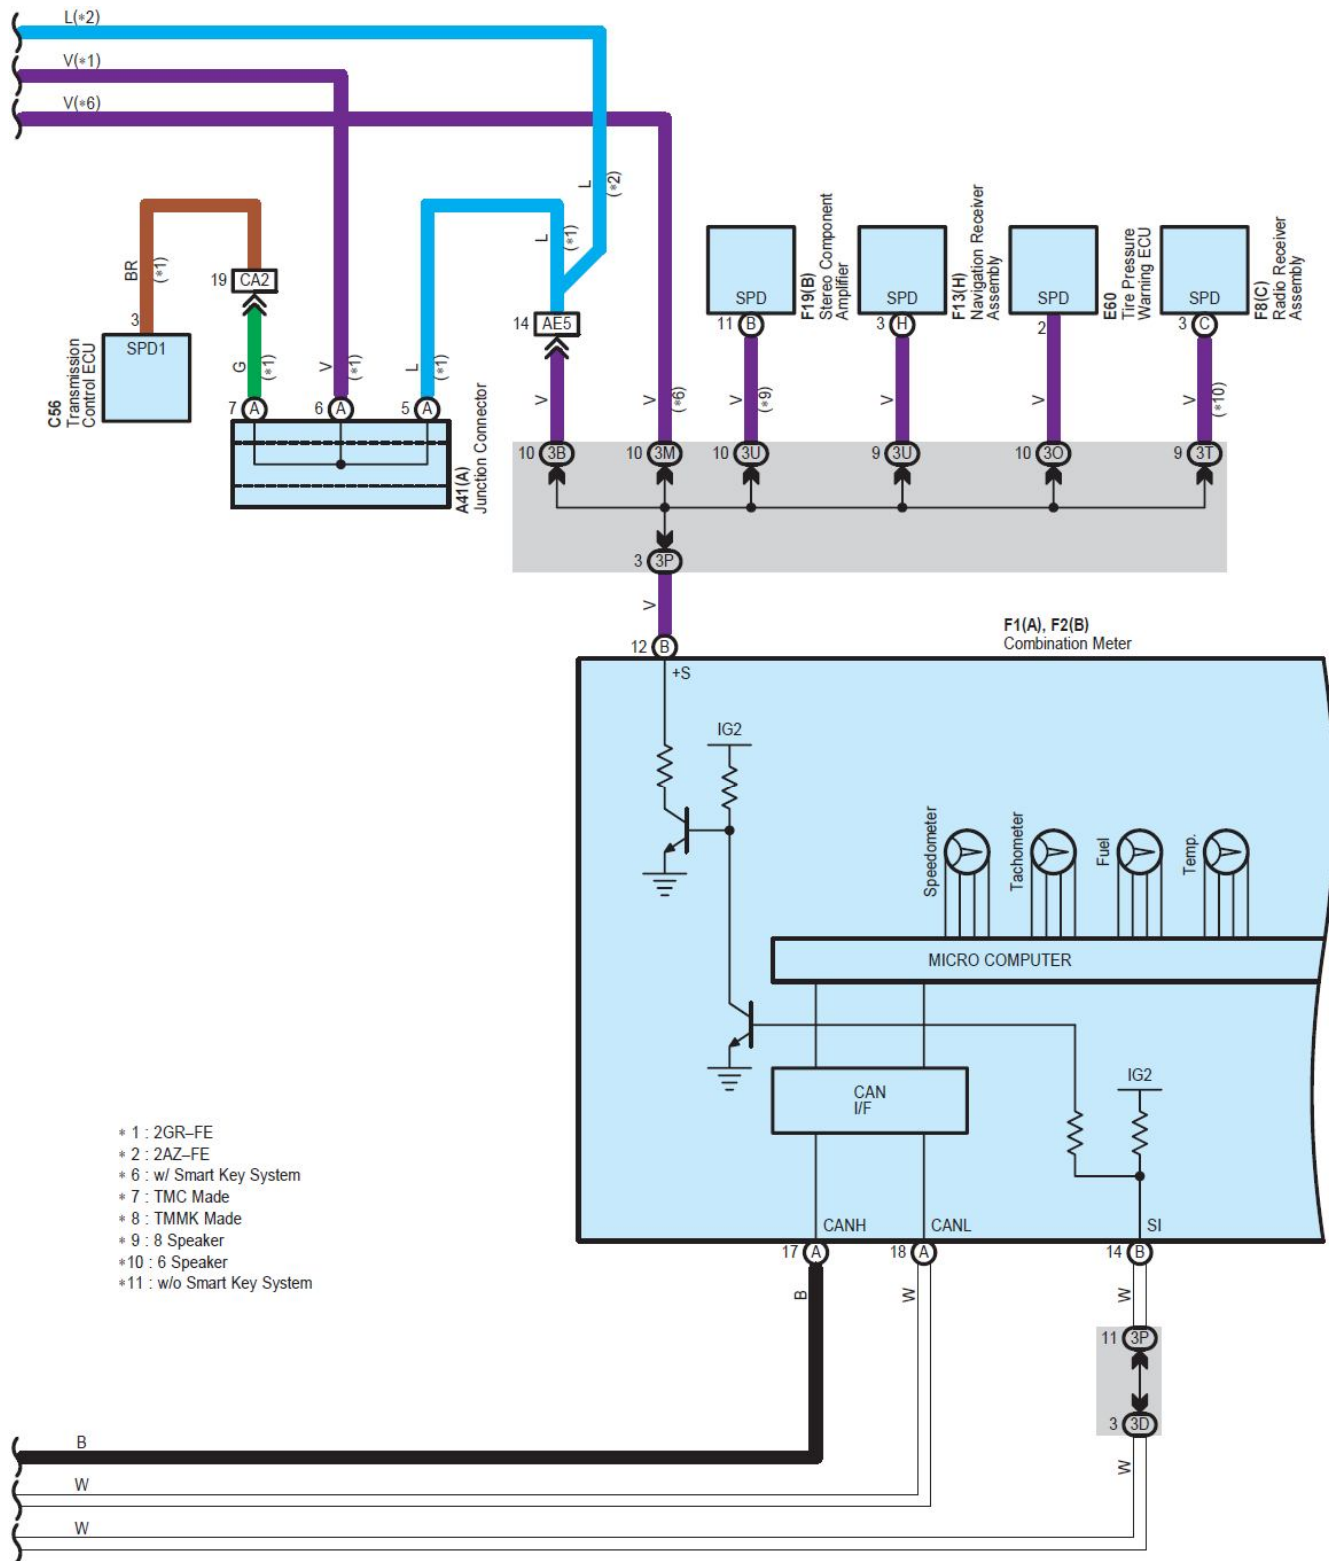 L(*2)
V(*1)
V(*6)
L
(*2)
L
(*1)
BR
(*1)
19 CA2
3
SPD1
C56
Transmission
Control ECU
G
(*1)
V
(*1)
L
(*1)
7 A
6 A
5 A
A41(A)
Junction Connector
14 AE5
V
V
(*6)
SPD
11 B
F19(B)
Stereo Component
Amplifier
V
(*9)
SPD
3 H
F13(H)
Navigation Receiver
Assembly
V
SPD
2
E60
Tire Pressure
Warning ECU
V
SPD
3 C
F8(C)
Radio Receiver
Assembly
V
(*10)
10 3B
10 3M
10 3U
9 3U
10 3O
9 3T
3 3P
V
12 B
F1(A), F2(B)
Combination Meter
+S
IG2
Speedometer
Tachometer
Fuel
Temp.
MICRO COMPUTER
CAN
I/F
IG2
CANH
CANL
SI
17 A
18 A
14 B
B
W
W
11 3P
3 3D
W
* 1 : 2GR–FE
* 2 : 2AZ–FE
* 6 : w/ Smart Key System
* 7 : TMC Made
* 8 : TMMK Made
* 9 : 8 Speaker
*10 : 6 Speaker
*11 : w/o Smart Key System
B
W
W